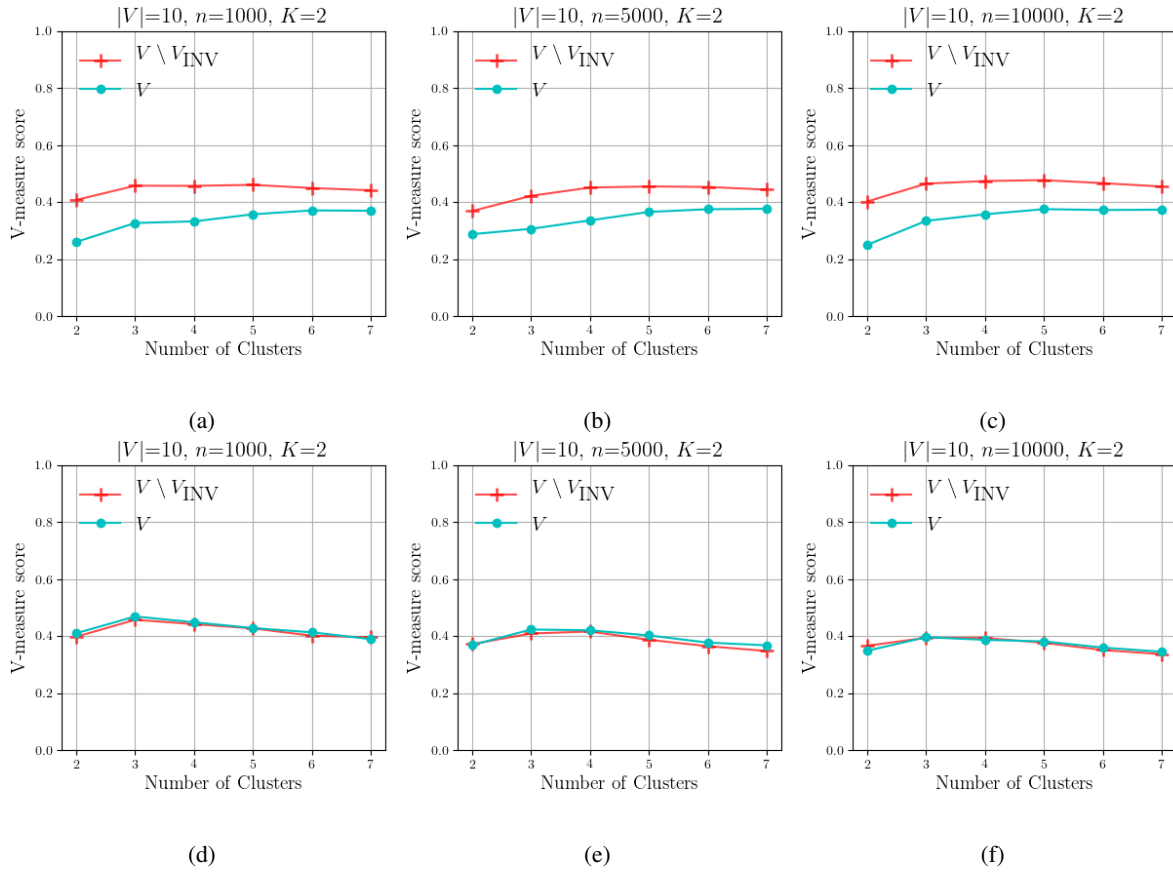 |V|=10, n=1000, K=2
V \ V_INV
V
V-measure score
1.0
0.8
0.6
0.4
0.2
0.0
2 3 4 5 6 7
Number of Clusters
(a)
|V|=10, n=5000, K=2
V \ V_INV
V
V-measure score
1.0
0.8
0.6
0.4
0.2
0.0
2 3 4 5 6 7
Number of Clusters
(b)
|V|=10, n=10000, K=2
V \ V_INV
V
V-measure score
1.0
0.8
0.6
0.4
0.2
0.0
2 3 4 5 6 7
Number of Clusters
(c)
|V|=10, n=1000, K=2
V \ V_INV
V
V-measure score
1.0
0.8
0.6
0.4
0.2
0.0
2 3 4 5 6 7
Number of Clusters
(d)
|V|=10, n=5000, K=2
V \ V_INV
V
V-measure score
1.0
0.8
0.6
0.4
0.2
0.0
2 3 4 5 6 7
Number of Clusters
(e)
|V|=10, n=10000, K=2
V \ V_INV
V
V-measure score
1.0
0.8
0.6
0.4
0.2
0.0
2 3 4 5 6 7
Number of Clusters
(f)